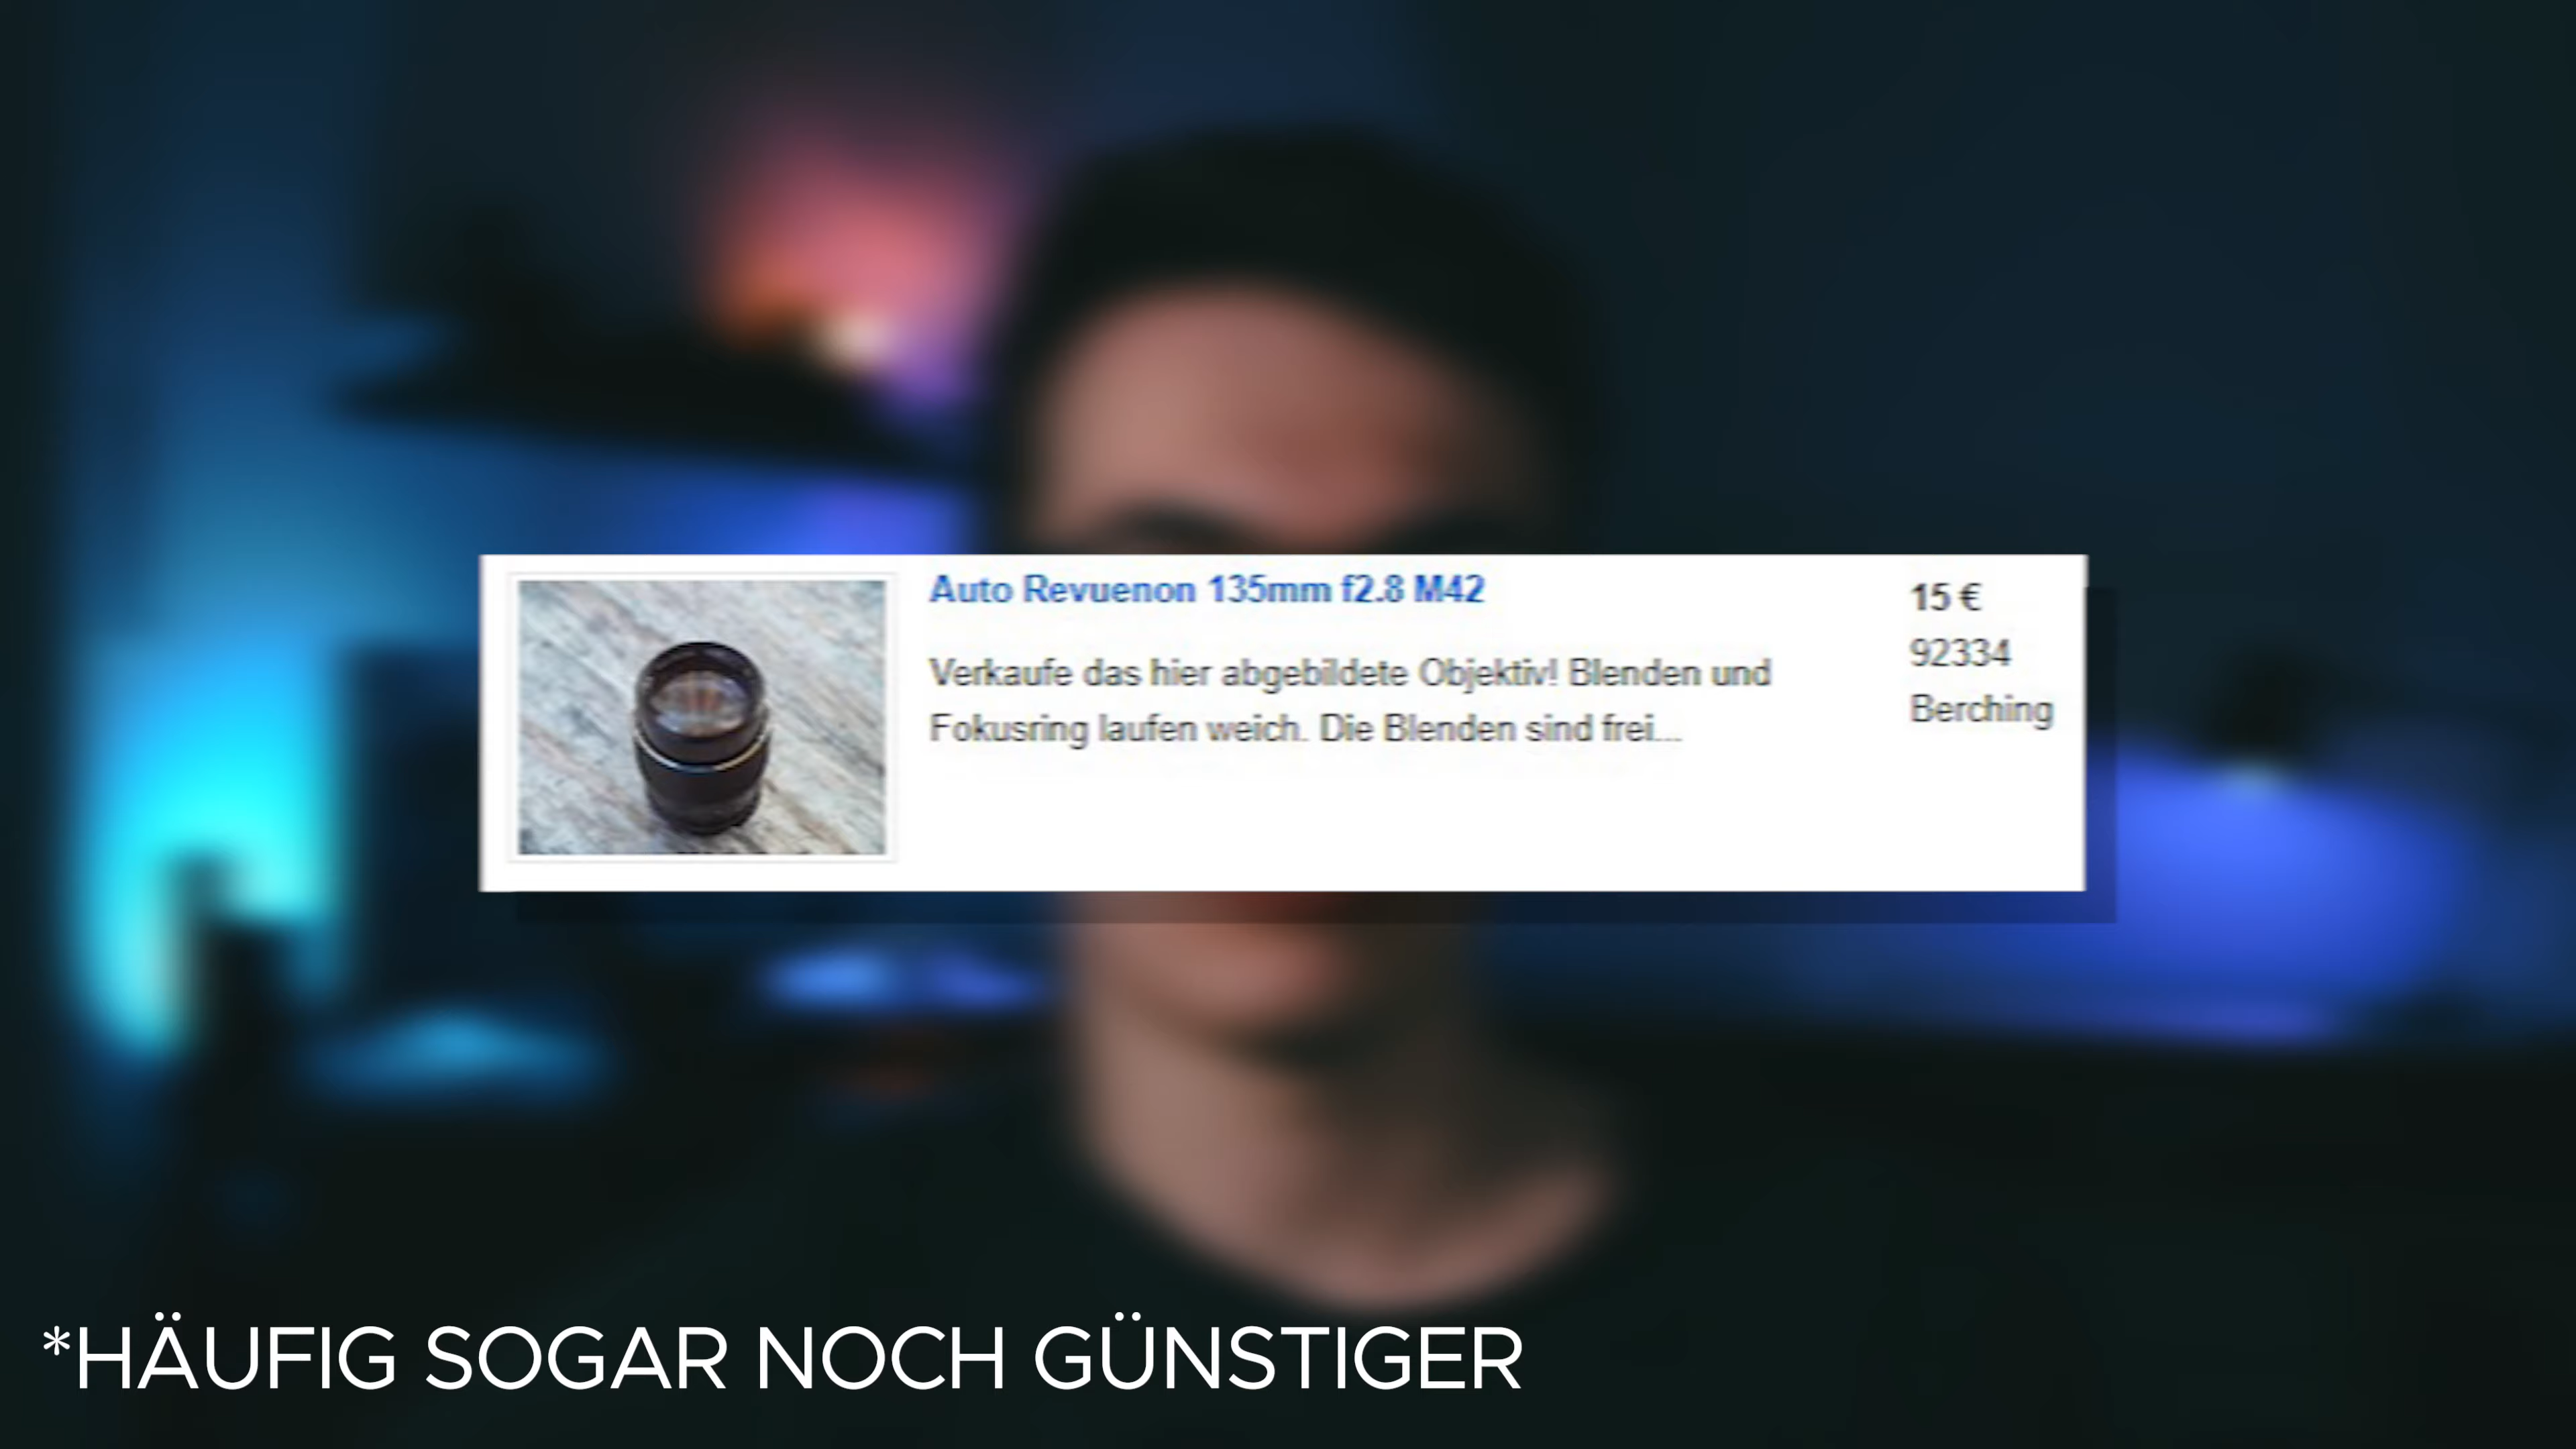 Auto Revuenon 135mm f2.8 M42
15 €
Verkaufe das hier abgebildete Objektiv! Blenden und
Fokusring laufen weich. Die Blenden sind frei...
92334
Berching
*HÄUFIG SOGAR NOCH GÜNSTIGER